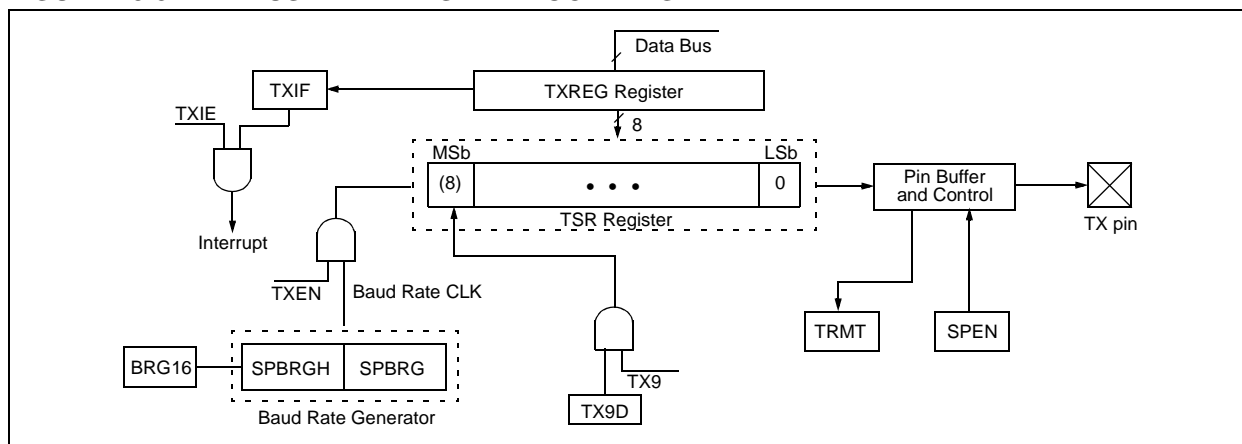 Data Bus
TXIF
TXREG Register
TXIE
8
MSb
LSb
(8)
• • •
0
Pin Buffer
and Control
TSR Register
TX pin
Interrupt
TXEN
Baud Rate CLK
TRMT
SPEN
BRG16
SPBRGH
SPBRG
TX9
TX9D
Baud Rate Generator